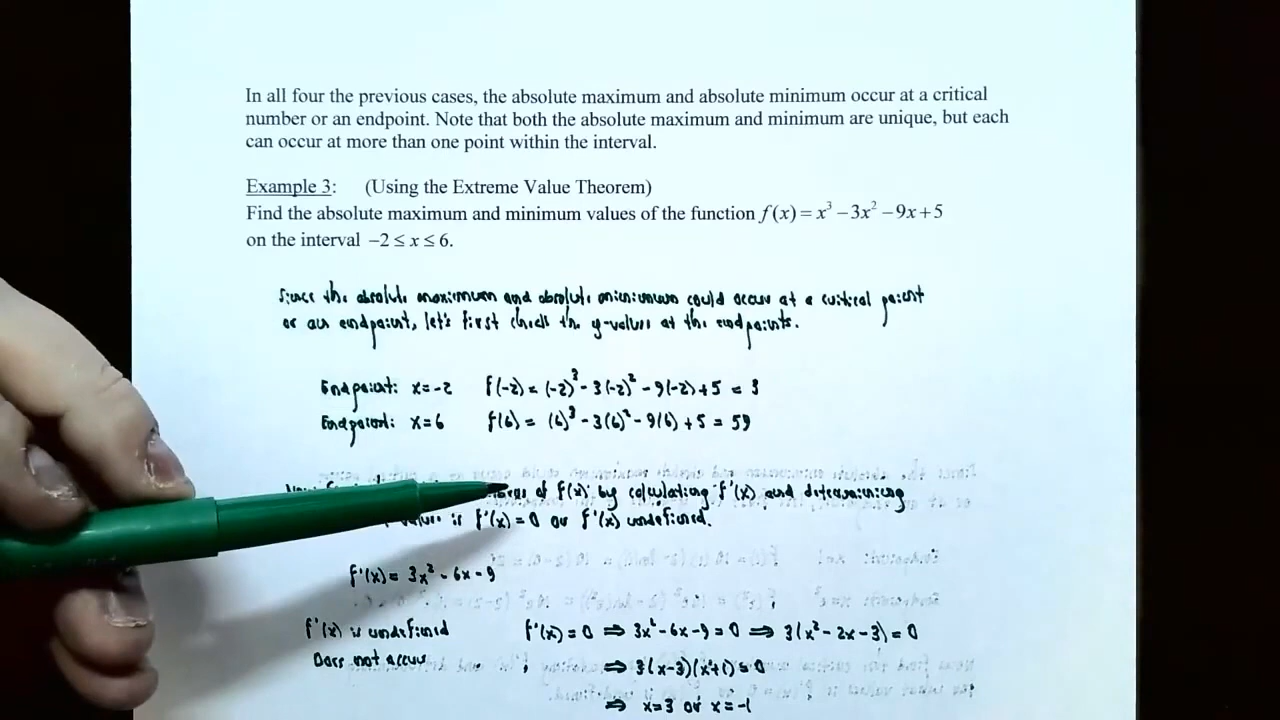 In all four the previous cases, the absolute maximum and absolute minimum occur at a critical
number or an endpoint. Note that both the absolute maximum and minimum are unique, but each
can occur at more than one point within the interval.
Example 3: (Using the Extreme Value Theorem)
Find the absolute maximum and minimum values of the function f(x) = x³ − 3x² − 9x + 5
on the interval −2 ≤ x ≤ 6.
Since the absolute maximum and absolute minimum could occur at a critical point
or an endpoint, let's first check the y-values at the endpoints.
Endpoint: x=-2 f(-2) = (-2)³ - 3(-2)² - 9(-2) + 5 = 3
Endpoint: x=6 f(6) = (6)³ - 3(6)² - 9(6) + 5 = 59
of f(x) by calculating f'(x) and determining
is f'(x) = 0 or f'(x) undefined.
f'(x) = 3x² - 6x - 9
f'(x) is undefined f'(x) = 0 ⇒ 3x² - 6x - 9 = 0 ⇒ 3(x² - 2x - 3) = 0
Does not occur ⇒ 3(x-3)(x+1) = 0
⇒ x=3 or x=-1